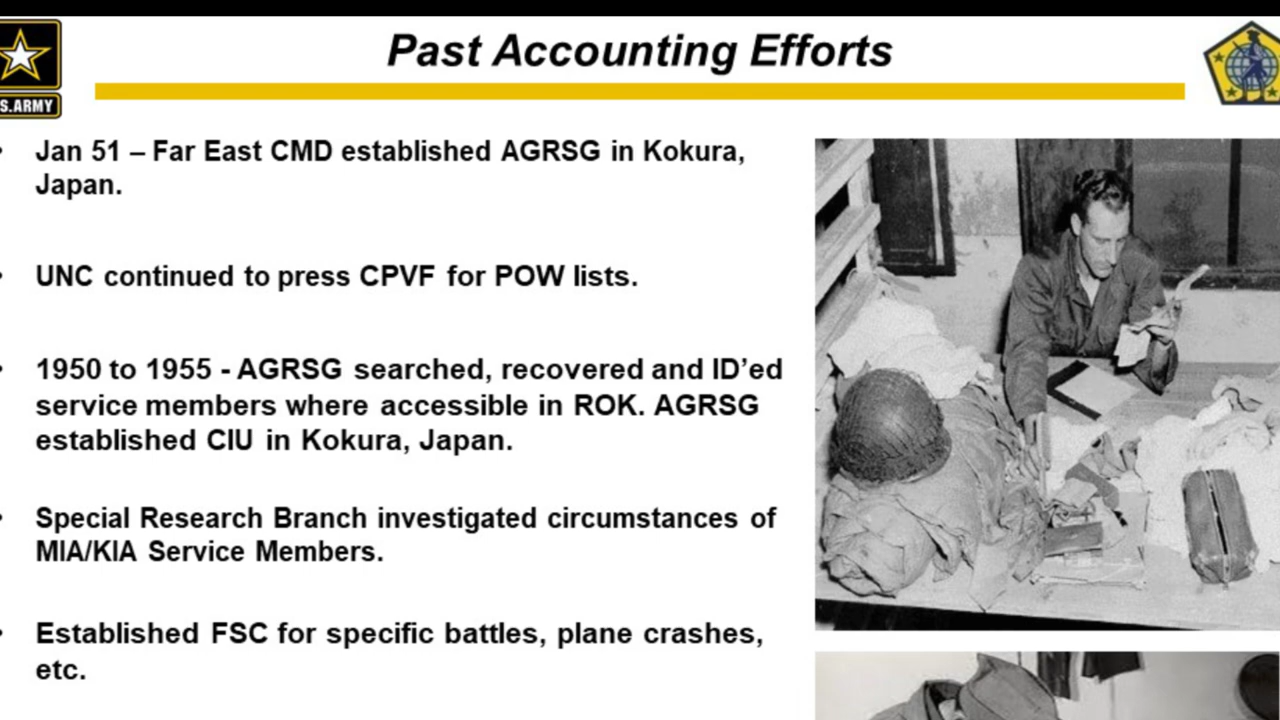 Past Accounting Efforts
S.ARMY
• Jan 51 – Far East CMD established AGRSG in Kokura,
Japan.
• UNC continued to press CPVF for POW lists.
• 1950 to 1955 - AGRSG searched, recovered and ID’ed
service members where accessible in ROK. AGRSG
established CIU in Kokura, Japan.
• Special Research Branch investigated circumstances of
MIA/KIA Service Members.
• Established FSC for specific battles, plane crashes,
etc.